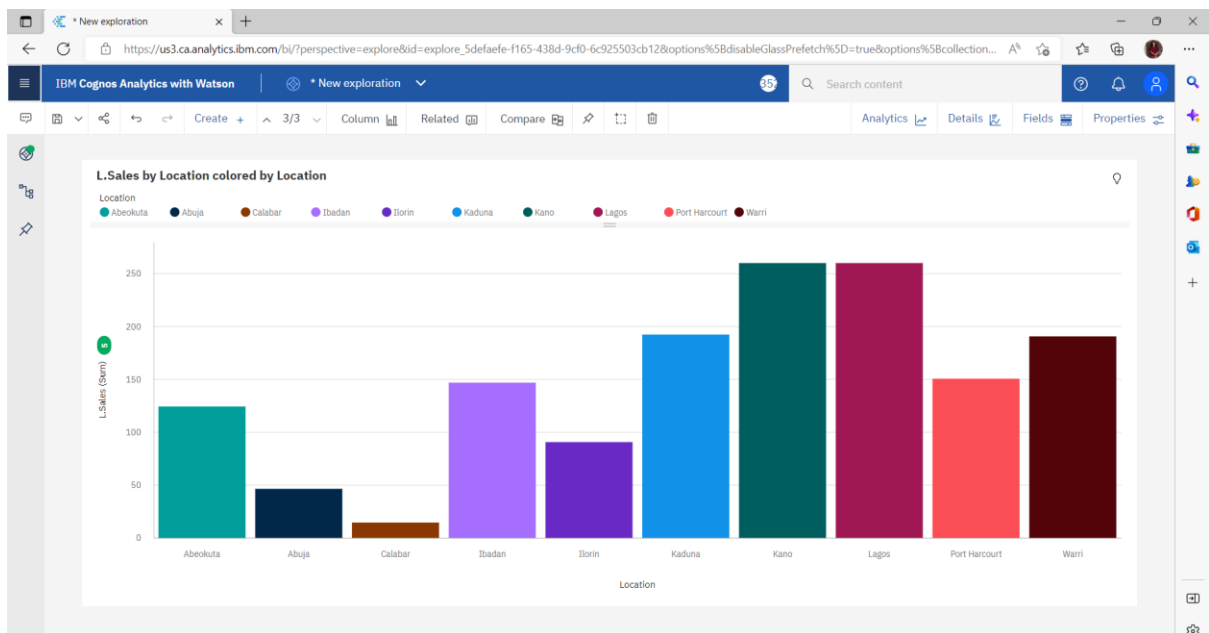 * New exploration
https://us3.ca.analytics.ibm.com/bi/?perspective=explore&id=explore_5defaefe-f165-438d-9cf0-6c925503cb12&options%5BdisableGlassPrefetch%5D=true&options%5Bcollection...
IBM Cognos Analytics with Watson * New exploration Search content
Create + 3/3 Column Related Compare Analytics Details Fields Properties
L.Sales by Location colored by Location
Location
Abeokuta Abuja Calabar Ibadan Ilorin Kaduna Kano Lagos Port Harcourt Warri
250
200
150
100
50
0
L.Sales (Sum)
Abeokuta Abuja Calabar Ibadan Ilorin Kaduna Kano Lagos Port Harcourt Warri
Location